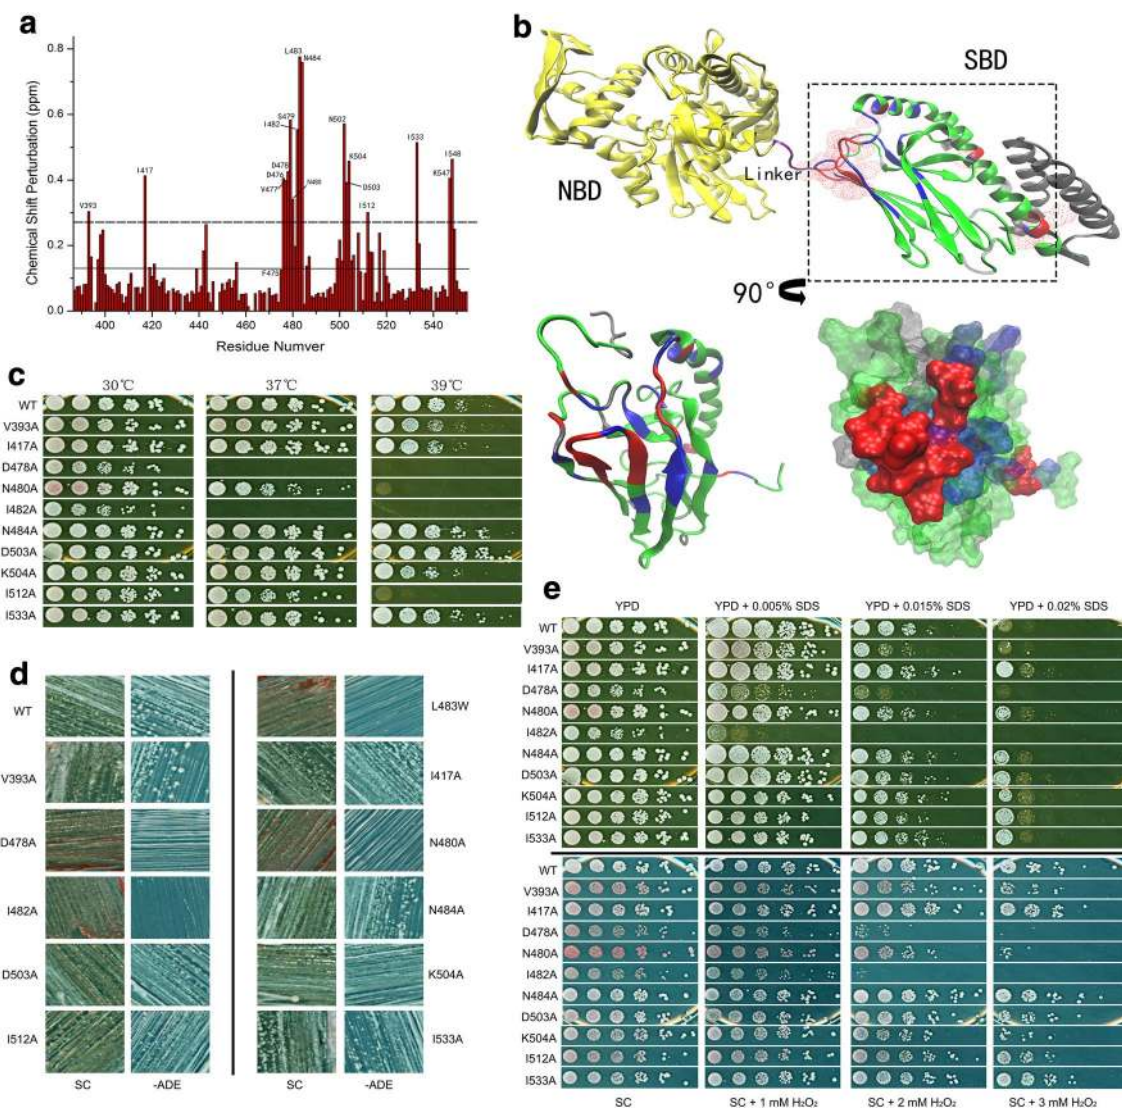 a
Chemical Shift Perturbation (ppm)
0.8
0.6
0.4
0.2
0.0
V393
I417
F475
V477
D476
D478
I482
S479
L483
N484
N502
K504
D503
I512
I533
I548
K547
400
420
440
460
480
500
520
540
Residue Numver
b
NBD
Linker
SBD
90°
c
30℃ 37℃ 39℃
WT
V393A
I417A
D478A
N480A
I482A
N484A
D503A
K504A
I512A
I533A
d
WT L483W
V393A I417A
D478A N480A
I482A N484A
D503A K504A
I512A I533A
SC -ADE SC -ADE
e
YPD YPD + 0.005% SDS YPD + 0.015% SDS YPD + 0.02% SDS
WT
V393A
I417A
D478A
N480A
I482A
N484A
D503A
K504A
I512A
I533A
WT
V393A
I417A
D478A
N480A
I482A
N484A
D503A
K504A
I512A
I533A
SC SC + 1 mM H₂O₂ SC + 2 mM H₂O₂ SC + 3 mM H₂O₂